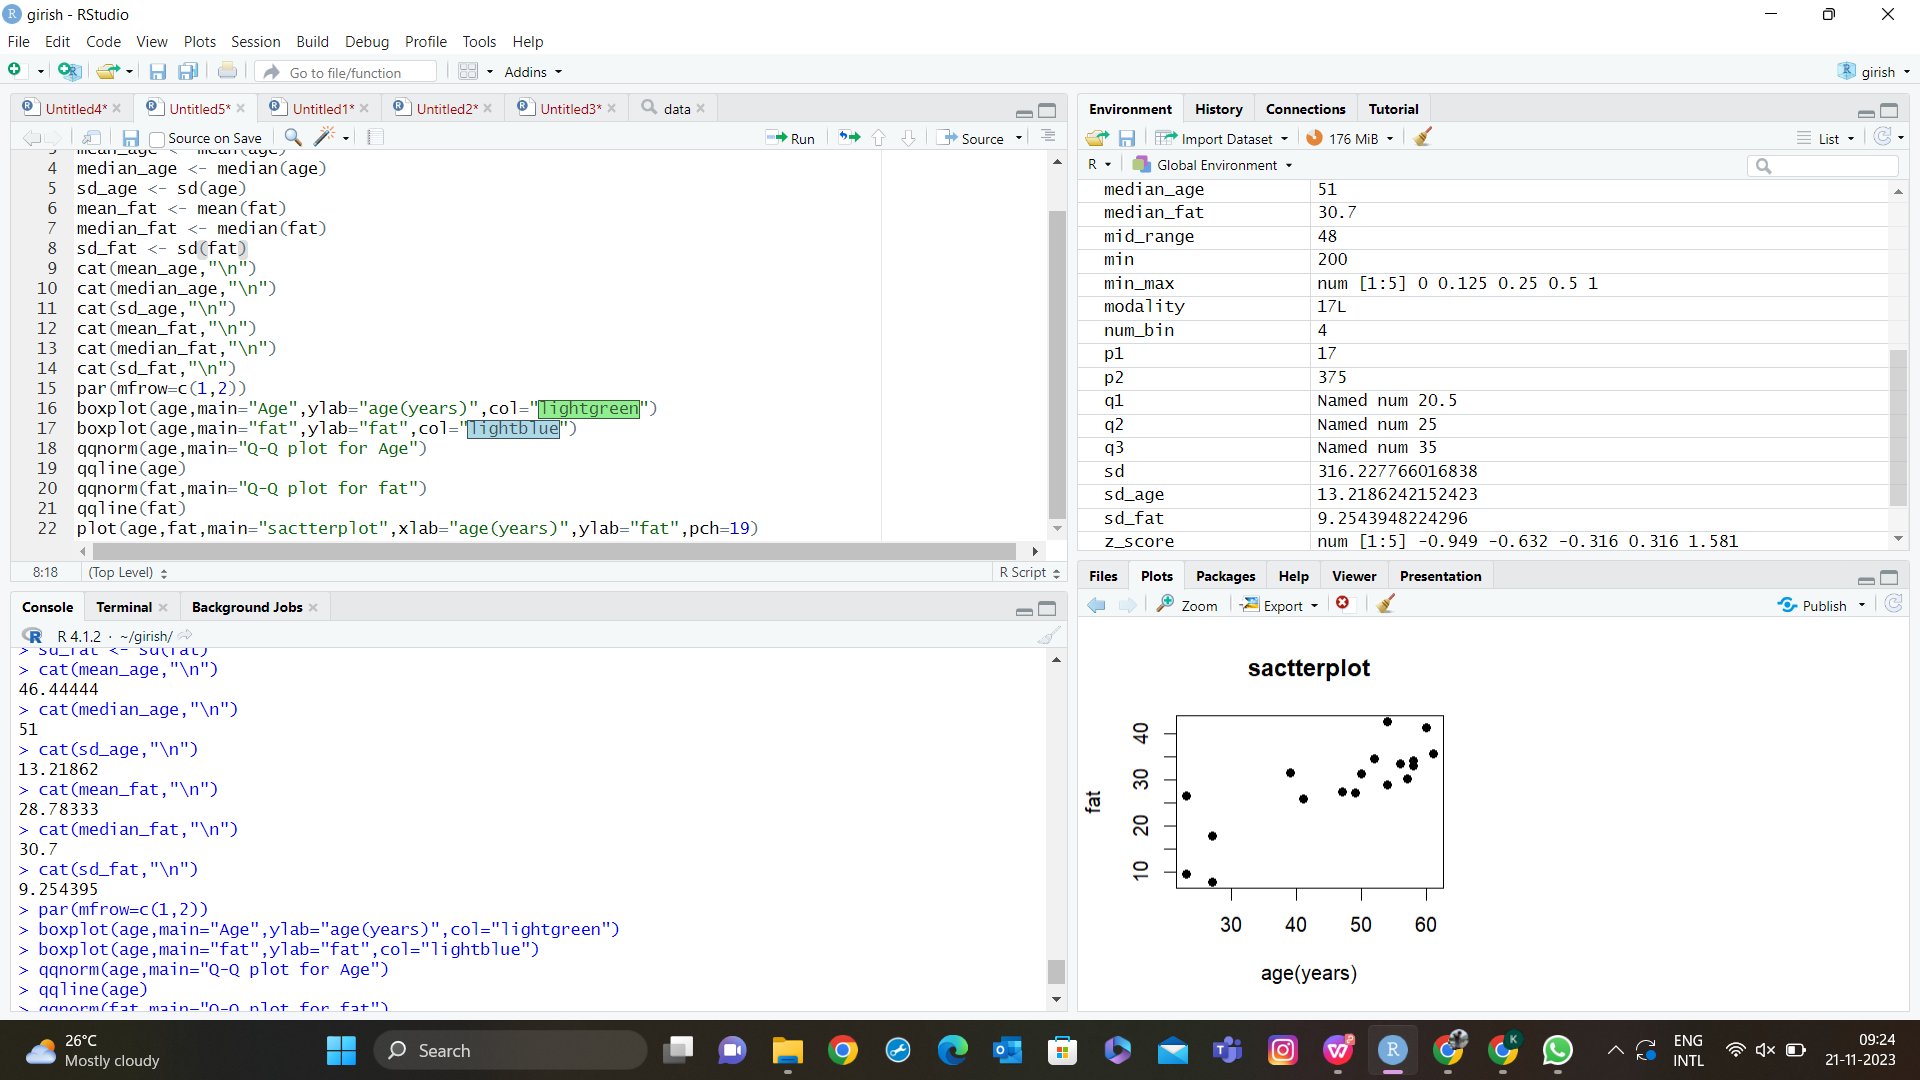 girish - RStudio
File Edit Code View Plots Session Build Debug Profile Tools Help
Go to file/function Addins girish
Untitled4* Untitled5* Untitled1* Untitled2* Untitled3* data
Source on Save Run Source
3 mean_age <- mean(age)
4 median_age <- median(age)
5 sd_age <- sd(age)
6 mean_fat <- mean(fat)
7 median_fat <- median(fat)
8 sd_fat <- sd(fat)
9 cat(mean_age,"\n")
10 cat(median_age,"\n")
11 cat(sd_age,"\n")
12 cat(mean_fat,"\n")
13 cat(median_fat,"\n")
14 cat(sd_fat,"\n")
15 par(mfrow=c(1,2))
16 boxplot(age,main="Age",ylab="age(years)",col="lightgreen")
17 boxplot(age,main="fat",ylab="fat",col="lightblue")
18 qqnorm(age,main="Q-Q plot for Age")
19 qqline(age)
20 qqnorm(fat,main="Q-Q plot for fat")
21 qqline(fat)
22 plot(age,fat,main="sactterplot",xlab="age(years)",ylab="fat",pch=19)
8:18 (Top Level) R Script
Console Terminal Background Jobs
R 4.1.2 · ~/girish/
> sd_fat <- sd(fat)
> cat(mean_age,"\n")
46.44444
> cat(median_age,"\n")
51
> cat(sd_age,"\n")
13.21862
> cat(mean_fat,"\n")
28.78333
> cat(median_fat,"\n")
30.7
> cat(sd_fat,"\n")
9.254395
> par(mfrow=c(1,2))
> boxplot(age,main="Age",ylab="age(years)",col="lightgreen")
> boxplot(age,main="fat",ylab="fat",col="lightblue")
> qqnorm(age,main="Q-Q plot for Age")
> qqline(age)
> qqnorm(fat,main="Q-Q plot for fat")
Environment History Connections Tutorial
Import Dataset 176 MiB List
R Global Environment
median_age 51
median_fat 30.7
mid_range 48
min 200
min_max num [1:5] 0 0.125 0.25 0.5 1
modality 17L
num_bin 4
p1 17
p2 375
q1 Named num 20.5
q2 Named num 25
q3 Named num 35
sd 316.227766016838
sd_age 13.2186242152423
sd_fat 9.2543948224296
z_score num [1:5] -0.949 -0.632 -0.316 0.316 1.581
Files Plots Packages Help Viewer Presentation
Zoom Export Publish
sactterplot
fat
40
30
20
10
30 40 50 60
age(years)
26°C
Mostly cloudy
Search
ENG
INTL
09:24
21-11-2023